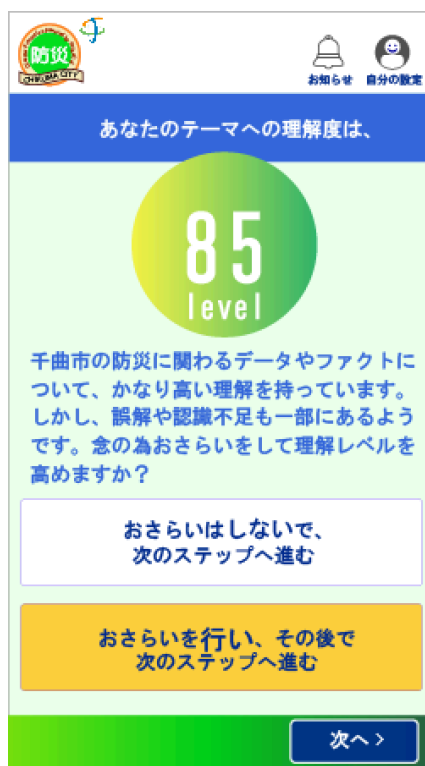 防災
CHIKUMA CITY
お知らせ
自分の設定
あなたのテーマへの理解度は、
85
level
千曲市の防災に関わるデータやファクトに
ついて、かなり高い理解を持っています。
しかし、誤解や認識不足も一部にあるよう
です。念の為おさらいをして理解レベルを
高めますか？
おさらいはしないで、
次のステップへ進む
おさらいを行い、その後で
次のステップへ進む
次へ >